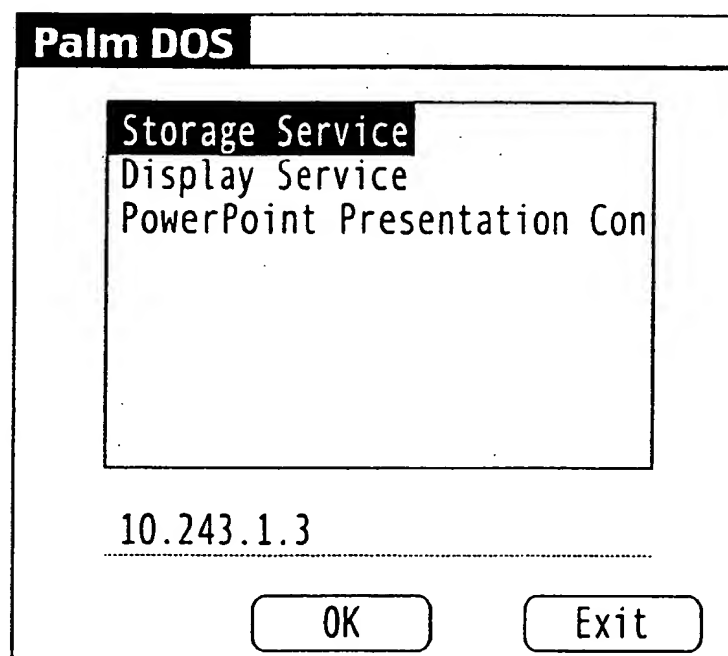 Palm DOS
Storage Service
Display Service
PowerPoint Presentation Con
10.243.1.3
OK
Exit